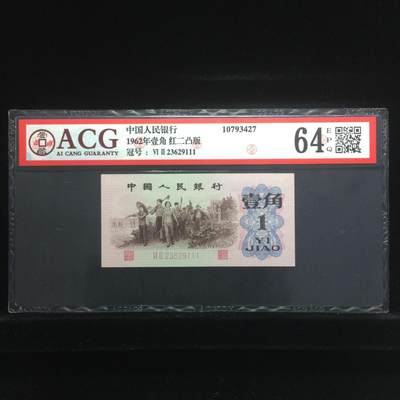 ACG
AI CANG GUARANTY
中国人民银行
1962年壹角 红二凸版
冠号：VI II 23629111
10793427
64
EPQ
中国人民银行
壹角
1
YI
JIAO
VI II 23629111